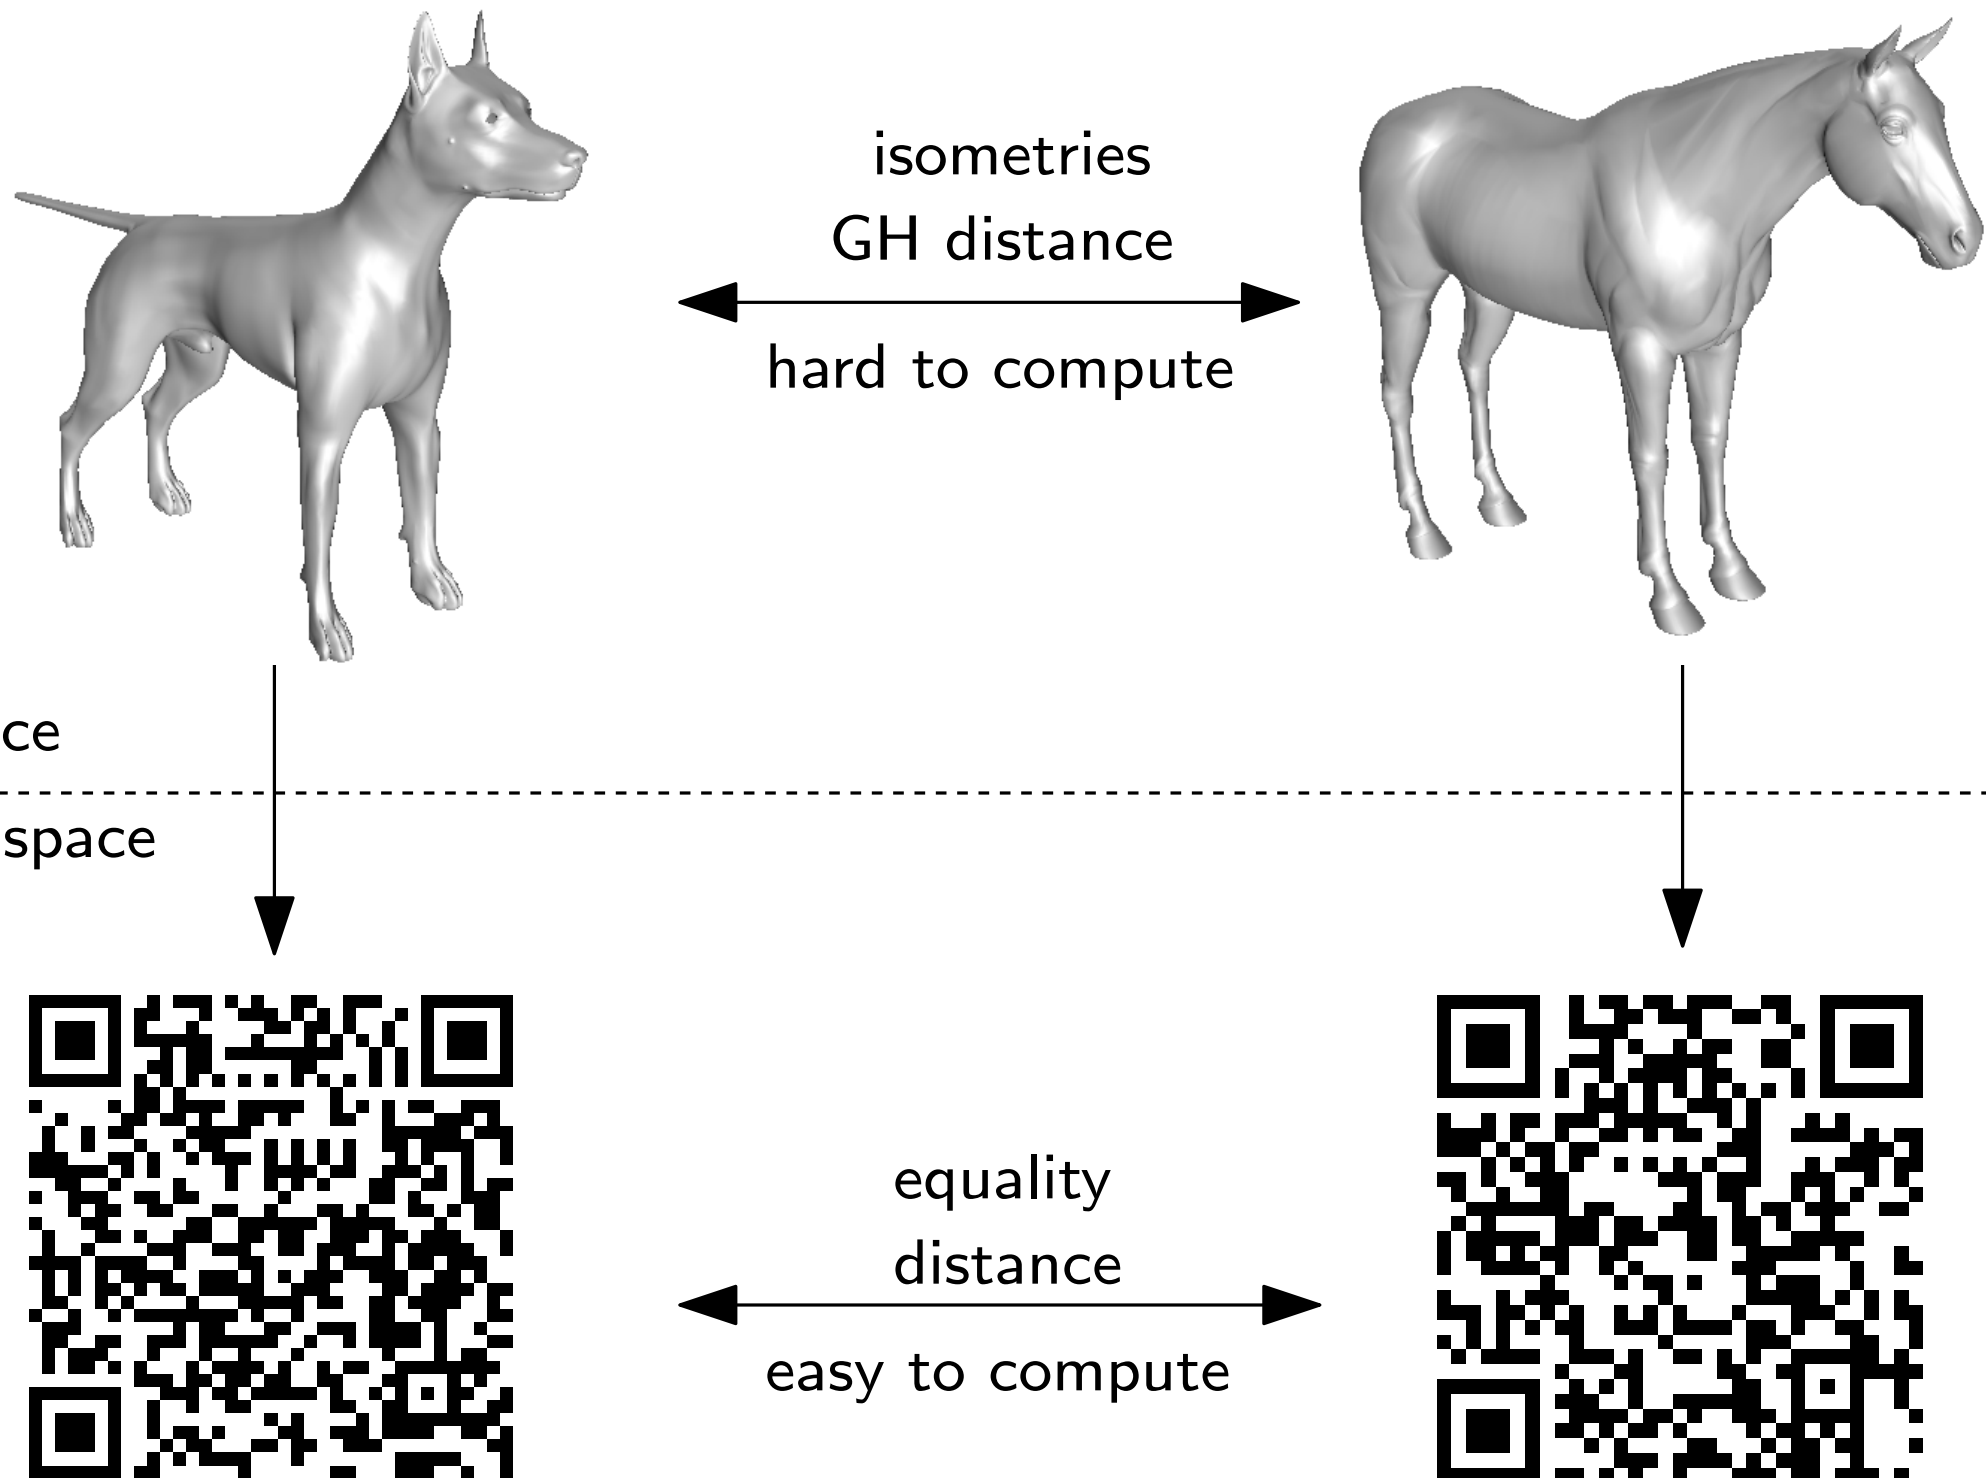 isometries
GH distance
hard to compute
ce
space
equality
distance
easy to compute